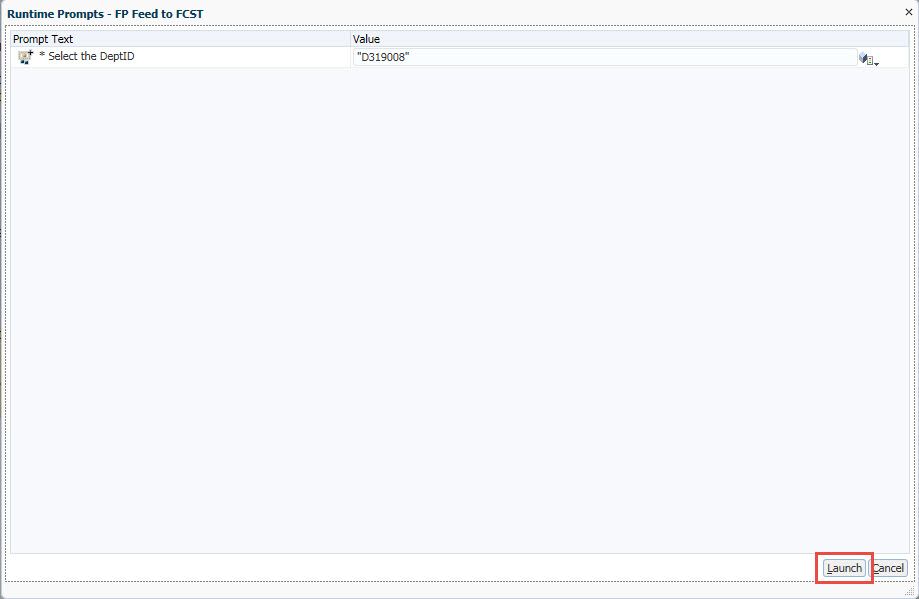 Runtime Prompts - FP Feed to FCST
Prompt Text Value
* Select the DeptID "D319008"
Launch Cancel